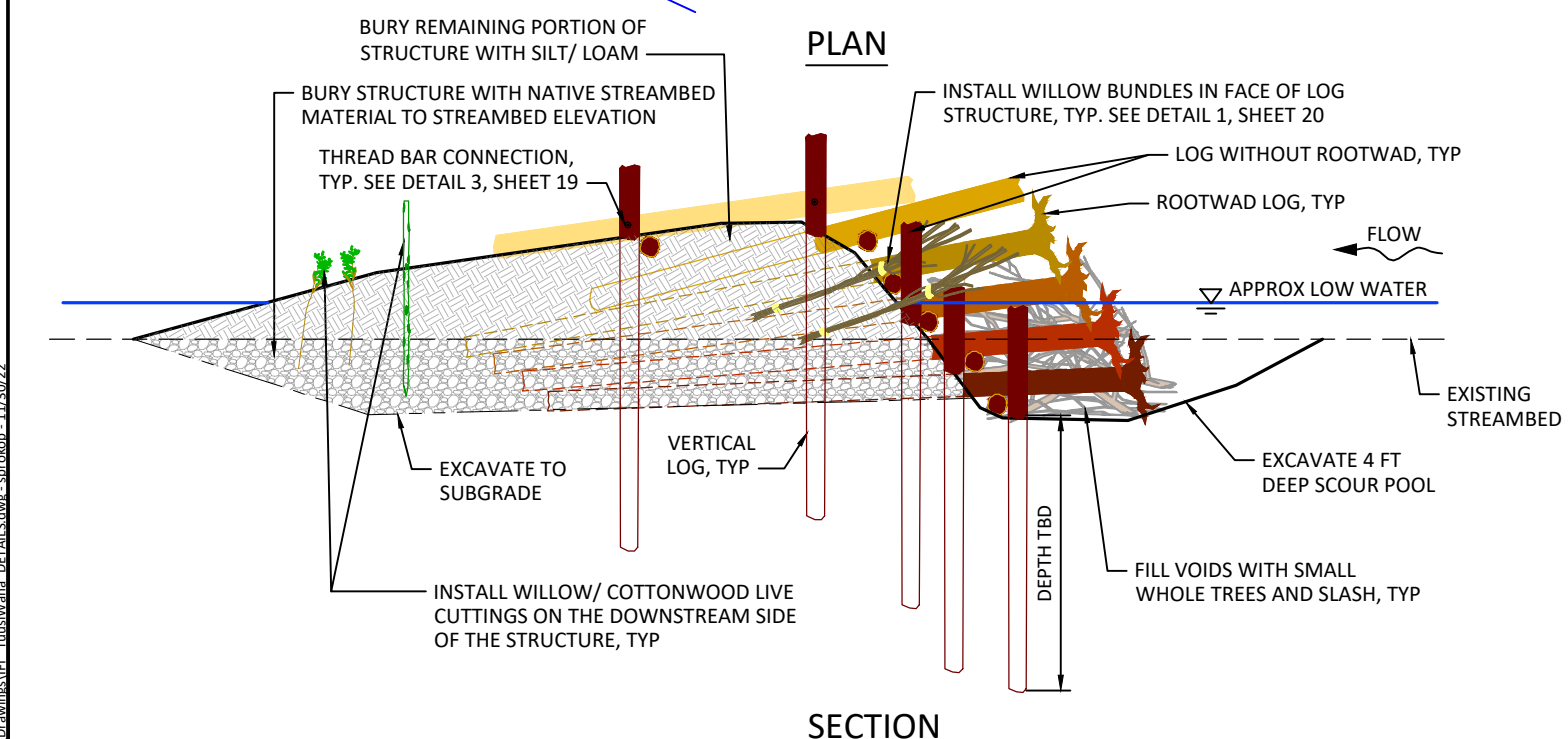 PLAN
BURY REMAINING PORTION OF
STRUCTURE WITH SILT/ LOAM
BURY STRUCTURE WITH NATIVE STREAMBED
MATERIAL TO STREAMBED ELEVATION
THREAD BAR CONNECTION,
TYP. SEE DETAIL 3, SHEET 19
INSTALL WILLOW BUNDLES IN FACE OF LOG
STRUCTURE, TYP. SEE DETAIL 1, SHEET 20
LOG WITHOUT ROOTWAD, TYP
ROOTWAD LOG, TYP
FLOW
APPROX LOW WATER
EXISTING
STREAMBED
VERTICAL
LOG, TYP
EXCAVATE TO
SUBGRADE
EXCAVATE 4 FT
DEEP SCOUR POOL
DEPTH TBD
FILL VOIDS WITH SMALL
WHOLE TREES AND SLASH, TYP
INSTALL WILLOW/ COTTONWOOD LIVE
CUTTINGS ON THE DOWNSTREAM SIDE
OF THE STRUCTURE, TYP
SECTION